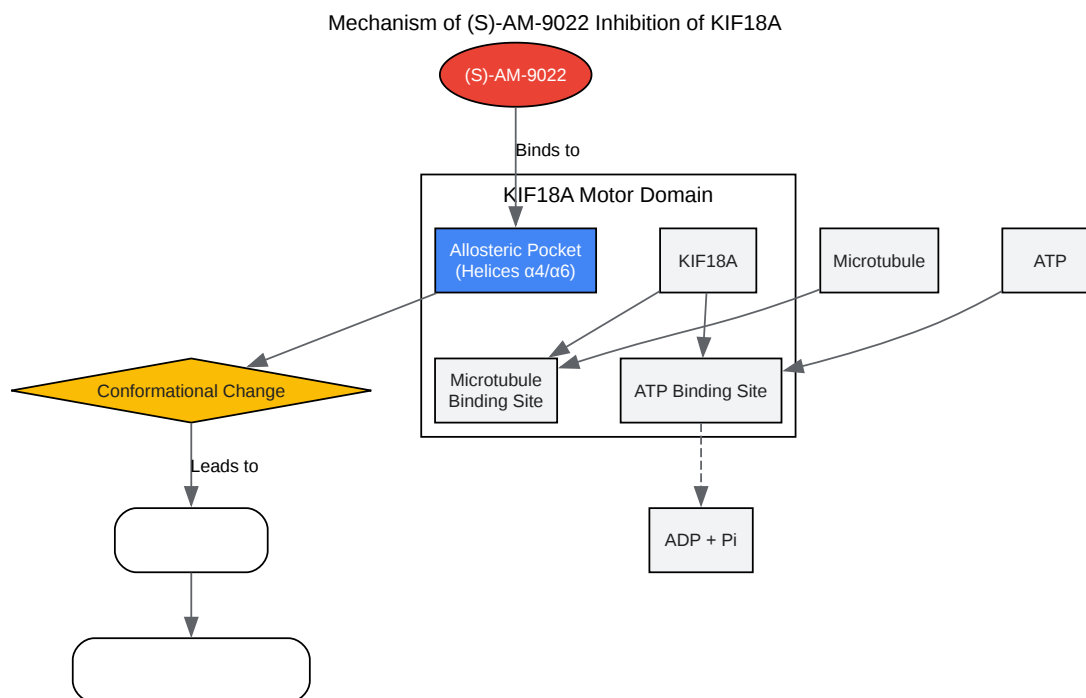 Mechanism of (S)-AM-9022 Inhibition of KIF18A
(S)-AM-9022
Binds to
KIF18A Motor Domain
Allosteric Pocket
(Helices α4/α6)
KIF18A
Microtubule
ATP
Conformational Change
Microtubule
Binding Site
ATP Binding Site
Leads to
ADP + Pi